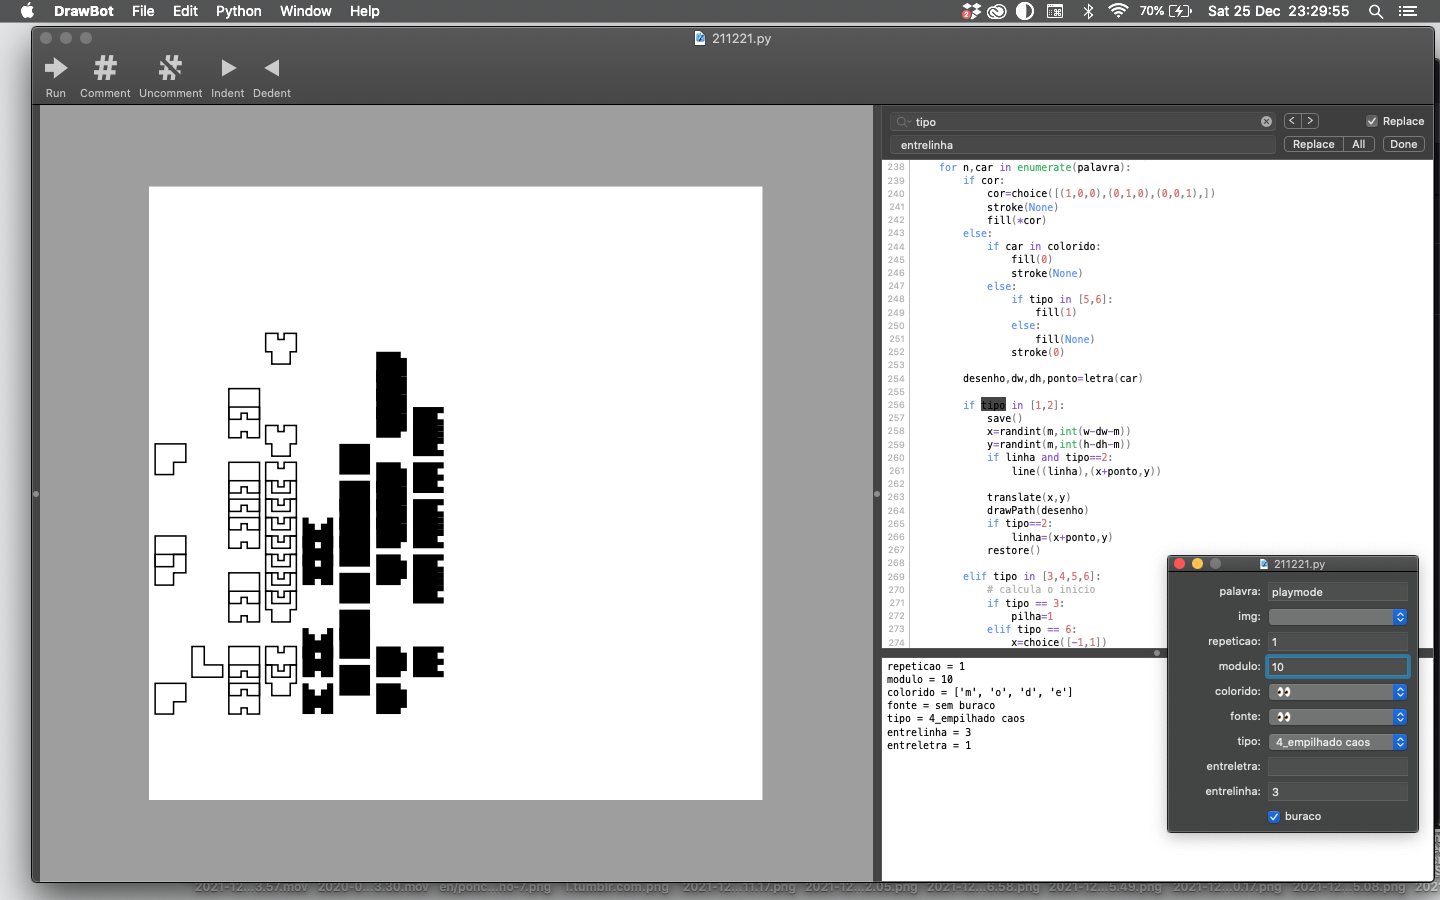 DrawBot File Edit Python Window Help 2 70% Sat 25 Dec 23:29:55
211221.py
Run Comment Uncomment Indent Dedent
tipo Replace
entrelinha Replace All Done
238 for n,car in enumerate(palavra):
239 if cor:
240 cor=choice([(1,0,0),(0,1,0),(0,0,1),])
241 stroke(None)
242 fill(*cor)
243 else:
244 if car in colorido:
245 fill(0)
246 stroke(None)
247 else:
248 if tipo in [5,6]:
249 fill(1)
250 else:
251 fill(None)
252 stroke(0)
253
254 desenho,dw,dh,ponto=letra(car)
255
256 if tipo in [1,2]:
257 save()
258 x=randint(m,int(w-dw-m))
259 y=randint(m,int(h-dh-m))
260 if linha and tipo==2:
261 line((linha),(x+ponto,y))
262
263 translate(x,y)
264 drawPath(desenho)
265 if tipo==2:
266 linha=(x+ponto,y)
267 restore()
268
269 elif tipo in [3,4,5,6]:
270 # calcula o inicio
271 if tipo == 3:
272 pilha=1
273 elif tipo == 6:
274 x=choice([-1,1])
repeticao = 1
modulo = 10
colorido = ['m', 'o', 'd', 'e']
fonte = sem buraco
tipo = 4_empilhado caos
entrelinha = 3
entreletra = 1
211221.py
palavra: playmode
img:
repeticao: 1
modulo: 10
colorido: 👀
fonte: 👀
tipo: 4_empilhado caos
entreletra:
entrelinha: 3
buraco
2021-12...3.57.mov 2020-0...3.30.mov en/ponc...ho-7.png l.tumblr.com.png 2021-12...11.17.png 2021-12...2.05.png 2021-12...6.58.png 2021-12...5.49.png 2021-12...0.17.png 2021-12...5.08.png